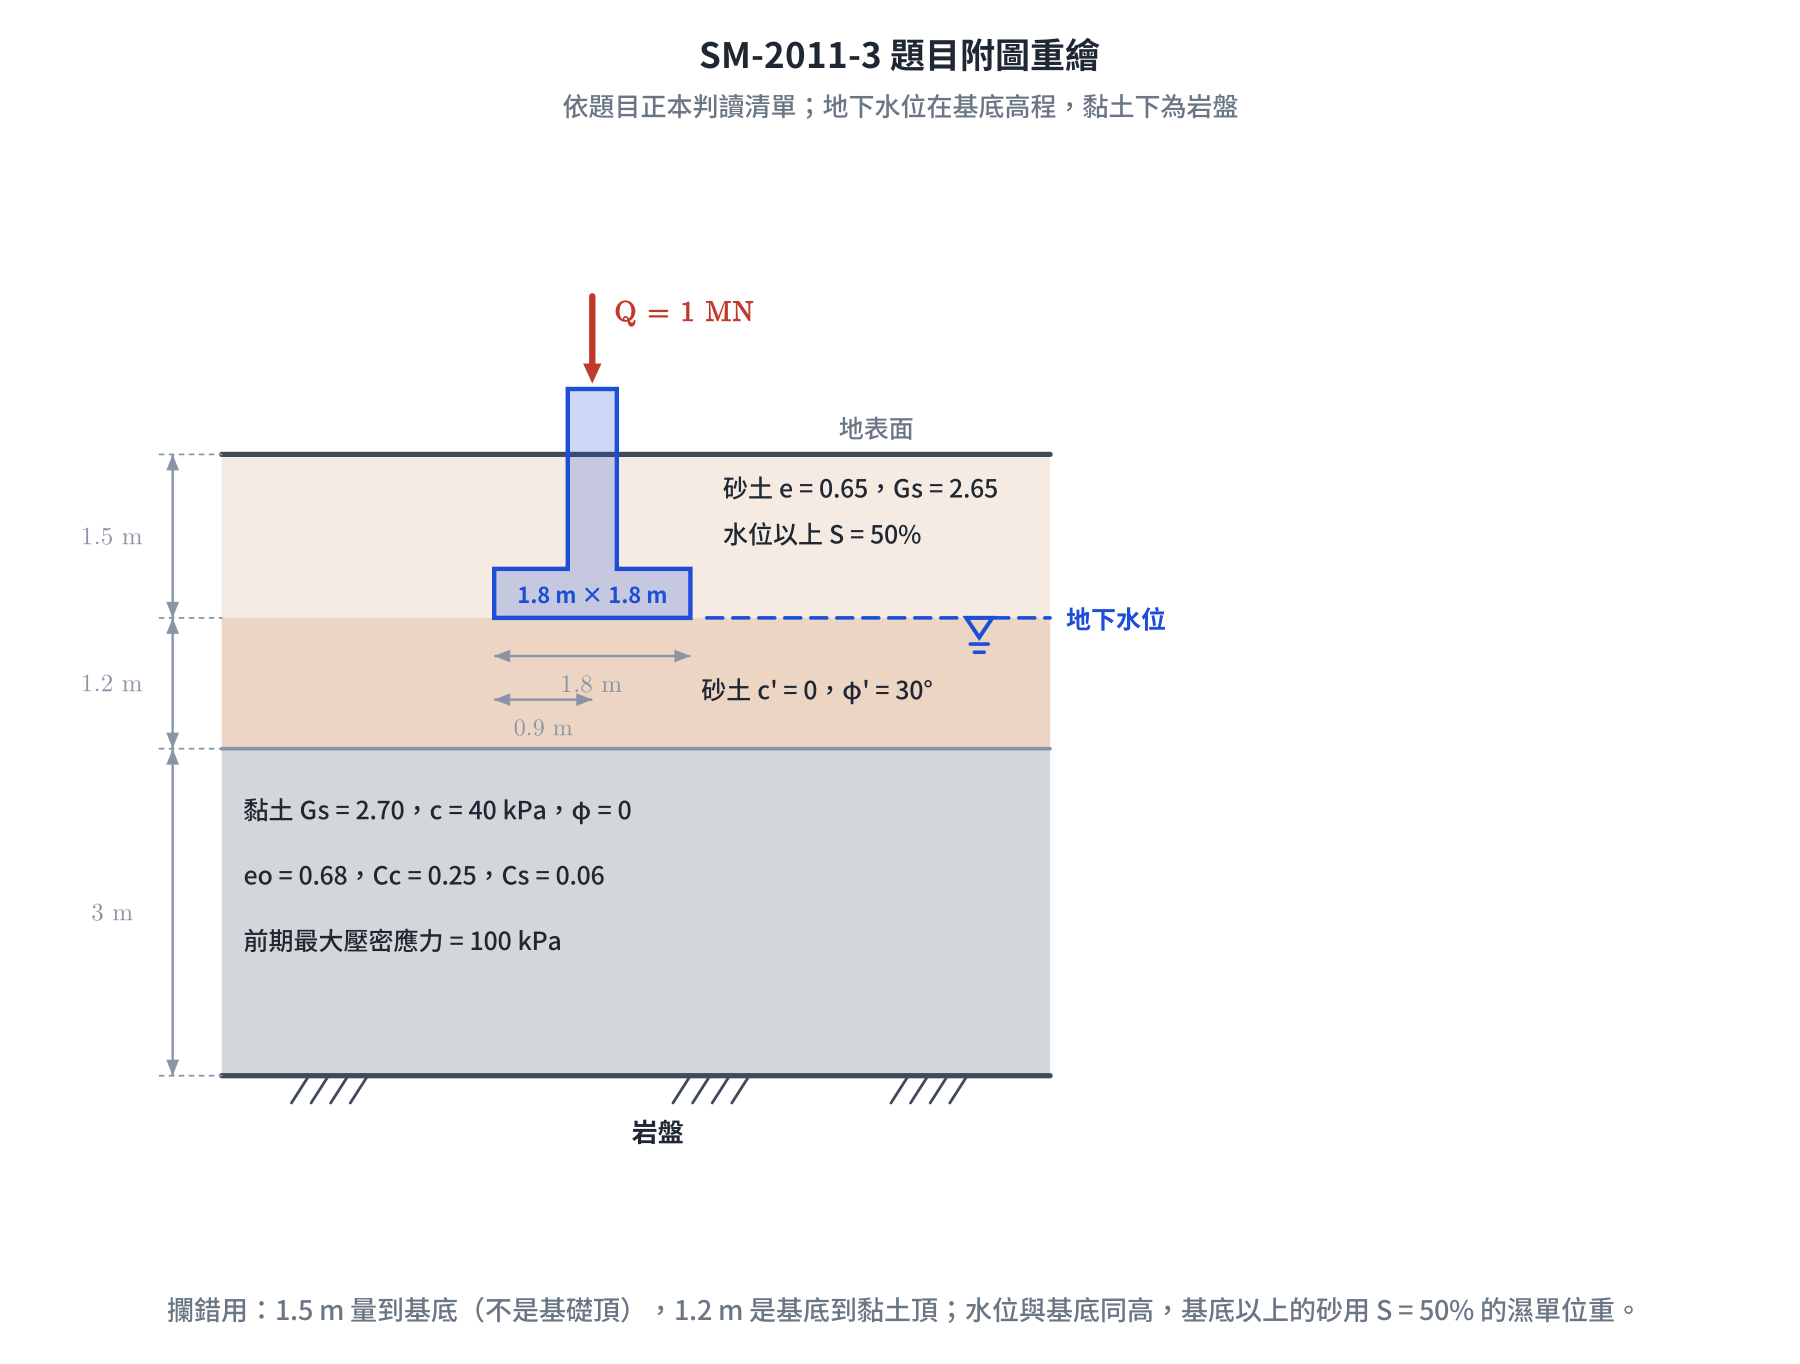 SM-2011-3 題目附圖重繪
依題目正本判讀清單；地下水位在基底高程，黏土下為岩盤
Q = 1 MN
地表面
砂土 e = 0.65，Gs = 2.65
水位以上 S = 50%
1.5 m
1.8 m × 1.8 m
地下水位
1.2 m
1.8 m
砂土 c' = 0，ϕ' = 30°
0.9 m
黏土 Gs = 2.70，c = 40 kPa，ϕ = 0
eo = 0.68，Cc = 0.25，Cs = 0.06
3 m
前期最大壓密應力 = 100 kPa
岩盤
攔錯用：1.5 m 量到基底（不是基礎頂），1.2 m 是基底到黏土頂；水位與基底同高，基底以上的砂用 S = 50% 的濕單位重。